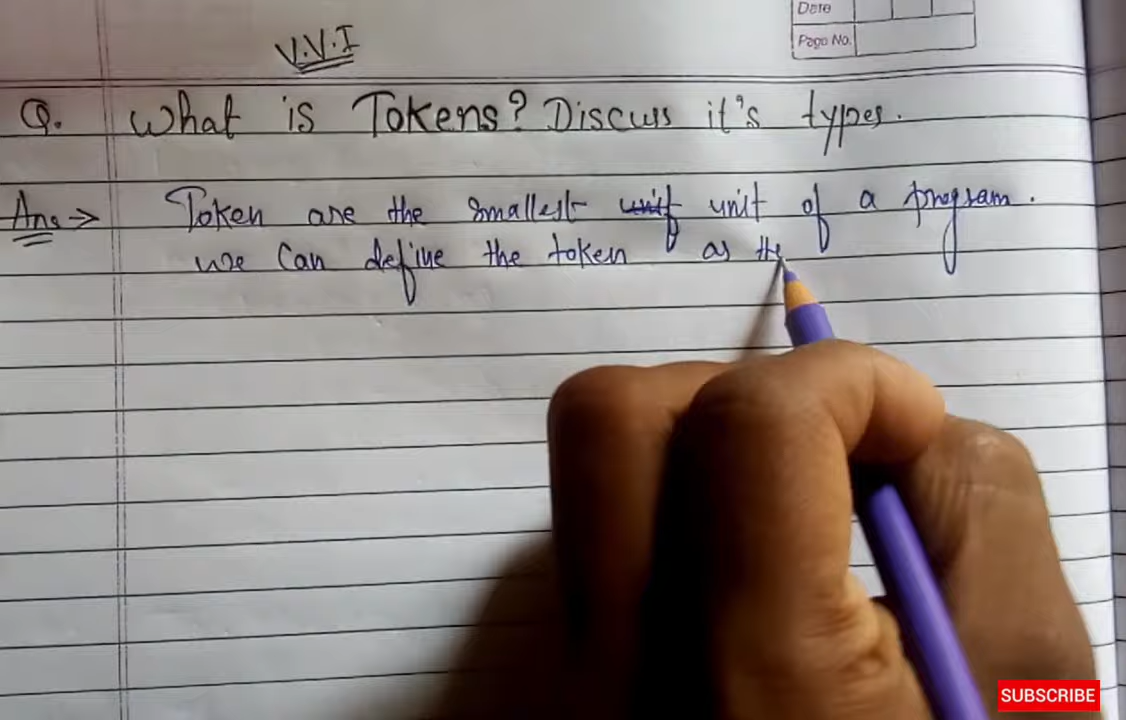 Date
Page No.
V.V.I
Q. What is Tokens? Discuss it's types.
Ans → Token are the smallest unit unit of a program.
we can define the token as the
SUBSCRIBE